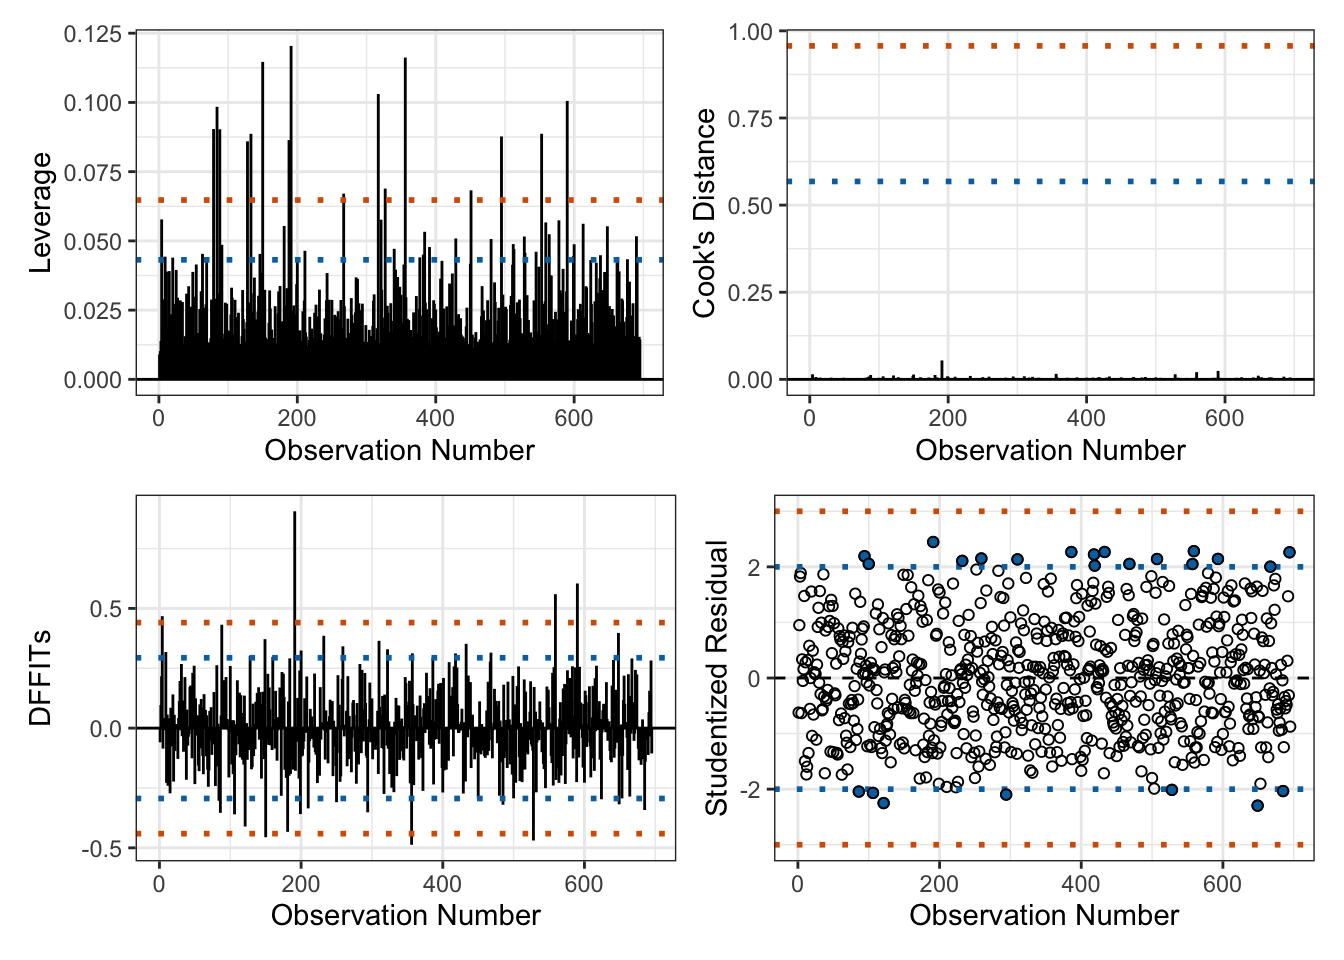 0.125
0.100
0.075
0.050
0.025
0.000
Leverage
0 200 400 600
Observation Number
1.00
0.75
0.50
0.25
0.00
Cook's Distance
0 200 400 600
Observation Number
0.5
0.0
-0.5
DFFITs
0 200 400 600
Observation Number
2
0
-2
Studentized Residual
0 200 400 600
Observation Number